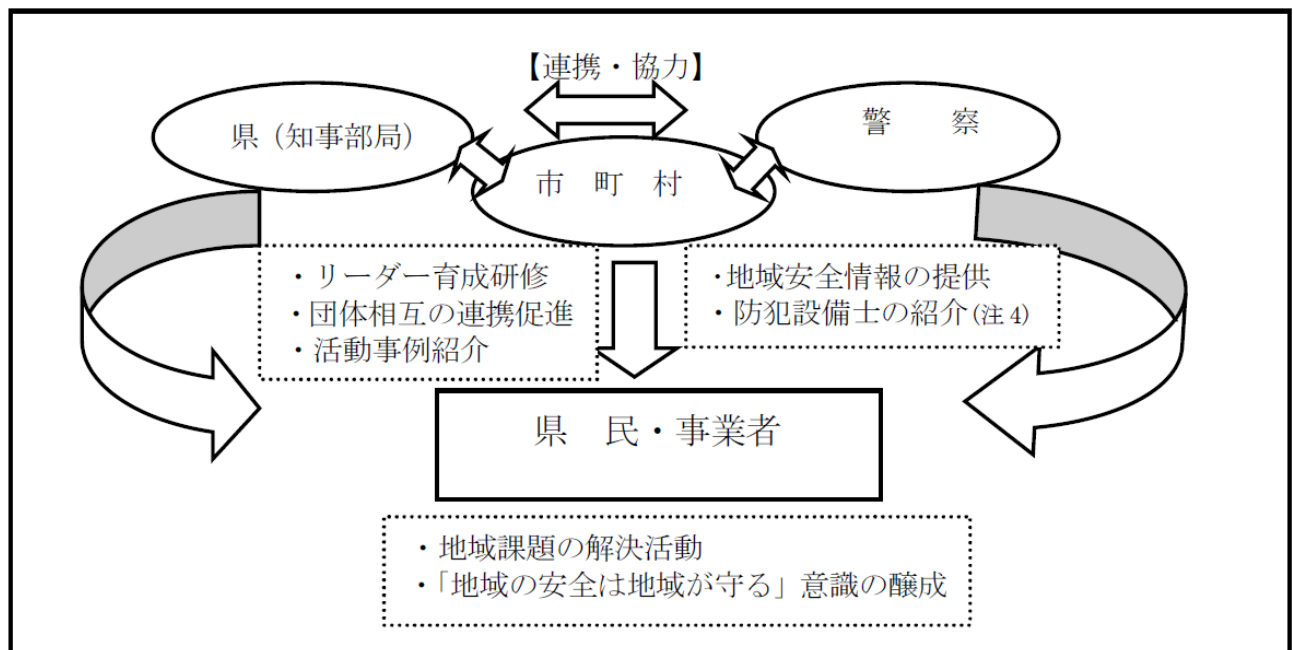 【連携・協力】
県（知事部局）
警　察
市　町　村
・リーダー育成研修
・団体相互の連携促進
・活動事例紹介
・地域安全情報の提供
・防犯設備士の紹介(注4)
県　民・事業者
・地域課題の解決活動
・「地域の安全は地域が守る」意識の醸成